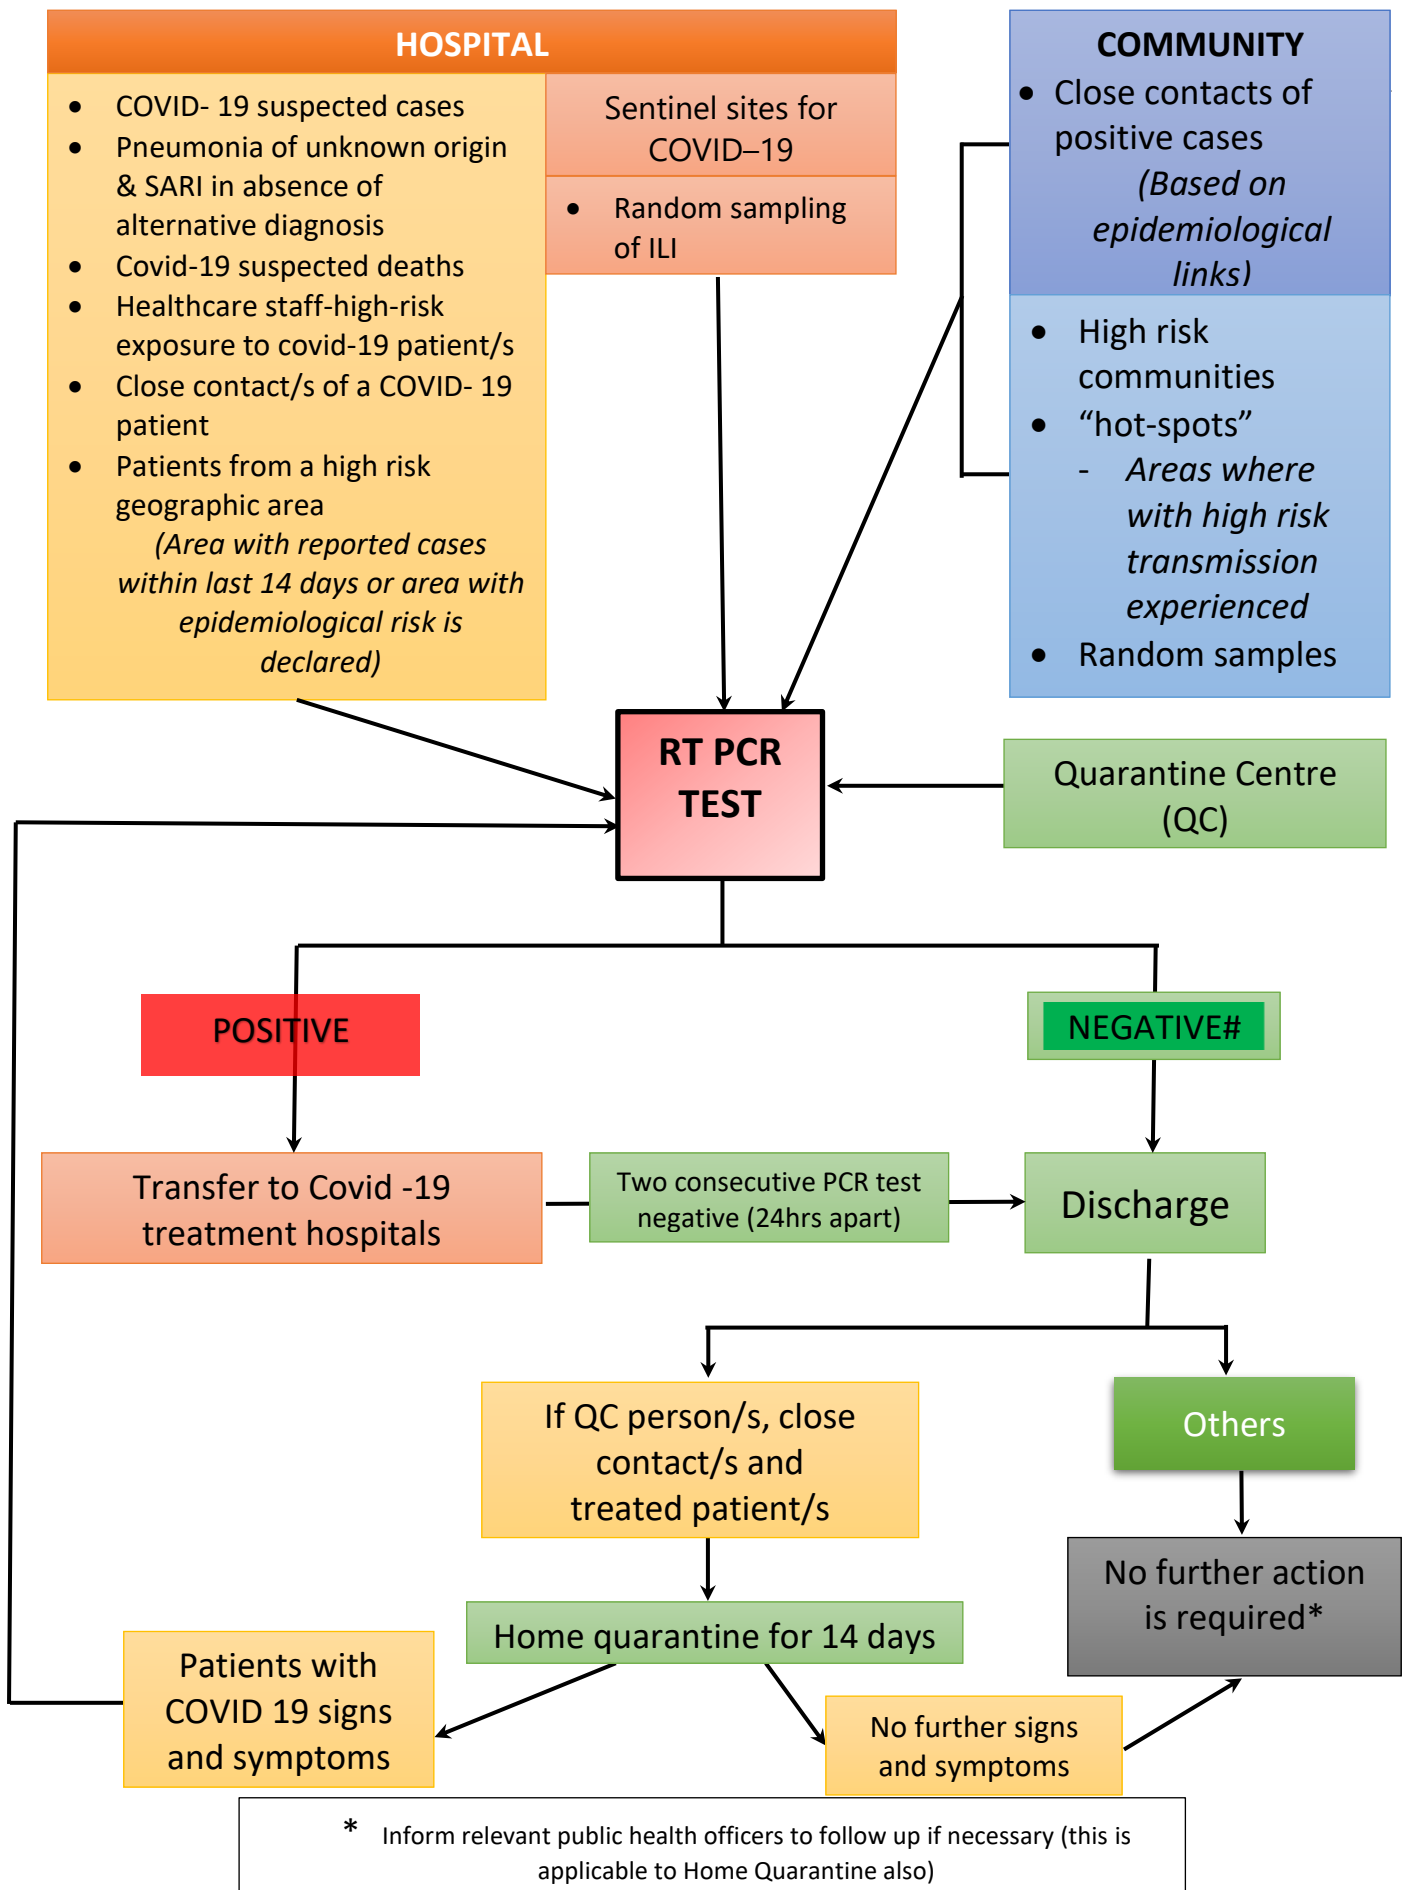 HOSPITAL
• COVID- 19 suspected cases
• Pneumonia of unknown origin
& SARI in absence of
alternative diagnosis
• Covid-19 suspected deaths
• Healthcare staff-high-risk
exposure to covid-19 patient/s
• Close contact/s of a COVID- 19
patient
• Patients from a high risk
geographic area
(Area with reported cases
within last 14 days or area with
epidemiological risk is
declared)
Sentinel sites for
COVID–19
• Random sampling
of ILI
COMMUNITY
• Close contacts of
positive cases
(Based on
epidemiological
links)
• High risk
communities
• “hot-spots”
- Areas where
with high risk
transmission
experienced
• Random samples
RT PCR
TEST
Quarantine Centre
(QC)
POSITIVE
NEGATIVE#
Transfer to Covid -19
treatment hospitals
Two consecutive PCR test
negative (24hrs apart)
Discharge
If QC person/s, close
contact/s and
treated patient/s
Others
No further action
is required*
Home quarantine for 14 days
Patients with
COVID 19 signs
and symptoms
No further signs
and symptoms
* Inform relevant public health officers to follow up if necessary (this is
applicable to Home Quarantine also)